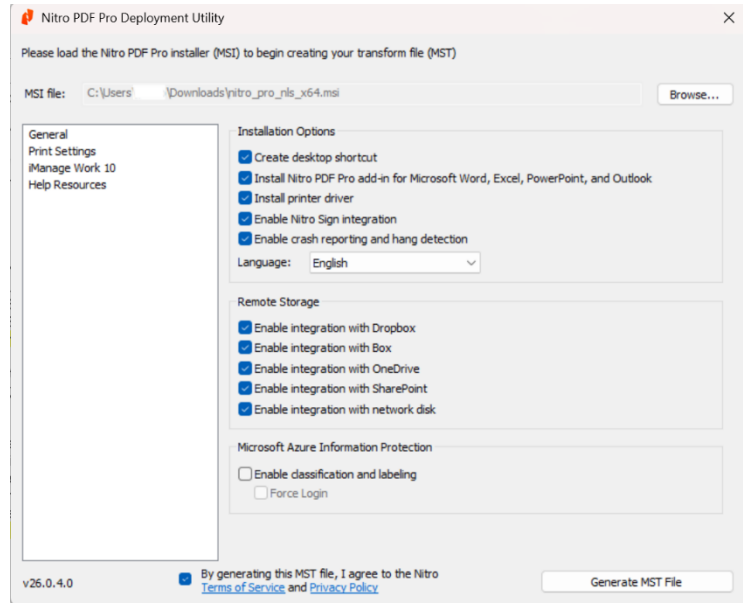 Nitro PDF Pro Deployment Utility
Please load the Nitro PDF Pro installer (MSI) to begin creating your transform file (MST)
MSI file: C:\Users \Downloads\nitro_pro_nls_x64.msi Browse...
General
Print Settings
iManage Work 10
Help Resources
Installation Options
Create desktop shortcut
Install Nitro PDF Pro add-in for Microsoft Word, Excel, PowerPoint, and Outlook
Install printer driver
Enable Nitro Sign integration
Enable crash reporting and hang detection
Language: English
Remote Storage
Enable integration with Dropbox
Enable integration with Box
Enable integration with OneDrive
Enable integration with SharePoint
Enable integration with network disk
Microsoft Azure Information Protection
Enable classification and labeling
Force Login
v26.0.4.0
By generating this MST file, I agree to the Nitro
Terms of Service and Privacy Policy
Generate MST File